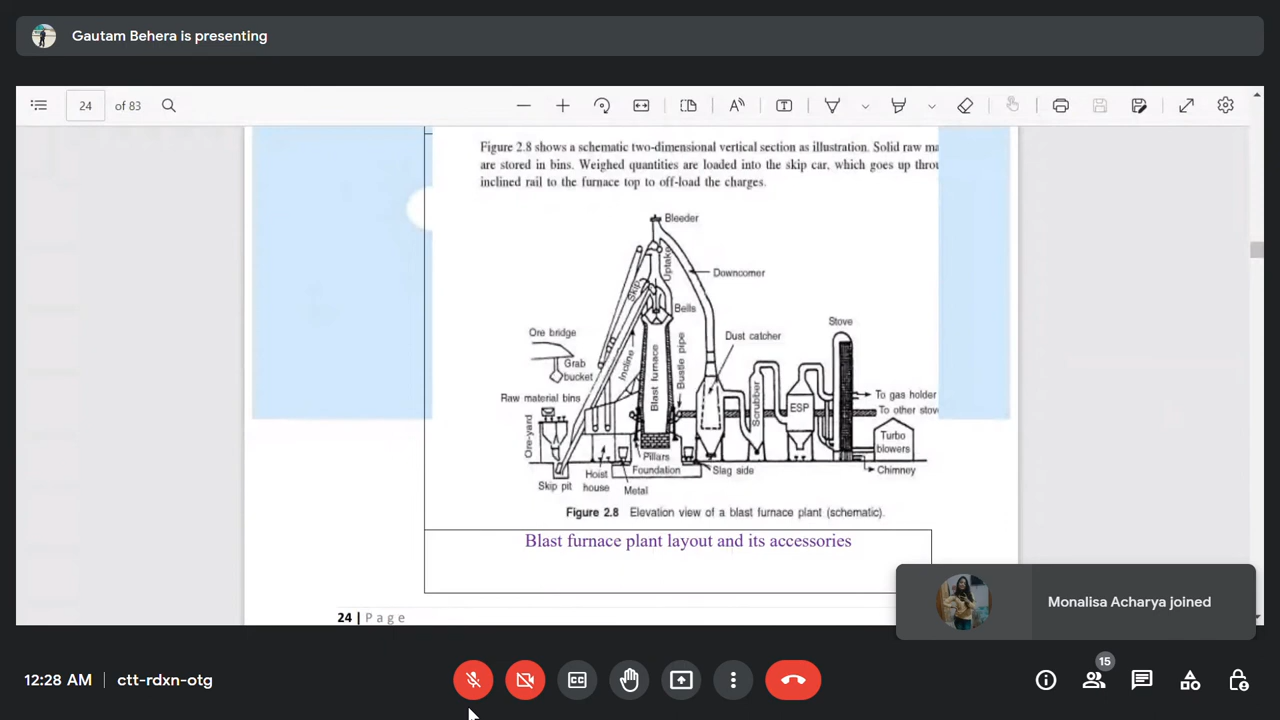 Gautam Behera is presenting
24 of 83
Figure 2.8 shows a schematic two-dimensional vertical section as illustration. Solid raw ma
are stored in bins. Weighed quantities are loaded into the skip car, which goes up throu
inclined rail to the furnace top to off-load the charges.
Bleeder
Uptake
Downcomer
Skip
Bells
Stove
Ore bridge
Dust catcher
Grab
bucket
Incline
Blast furnace
Bustle pipe
Raw material bins
Scrubber
ESP
To gas holder
To other stov
Ore-yard
Turbo
blowers
Pillars
Skip pit
Hoist
house
Foundation
Slag side
Chimney
Metal
Figure 2.8 Elevation view of a blast furnace plant (schematic).
Blast furnace plant layout and its accessories
24 | Page
Monalisa Acharya joined
12:28 AM
ctt-rdxn-otg
15